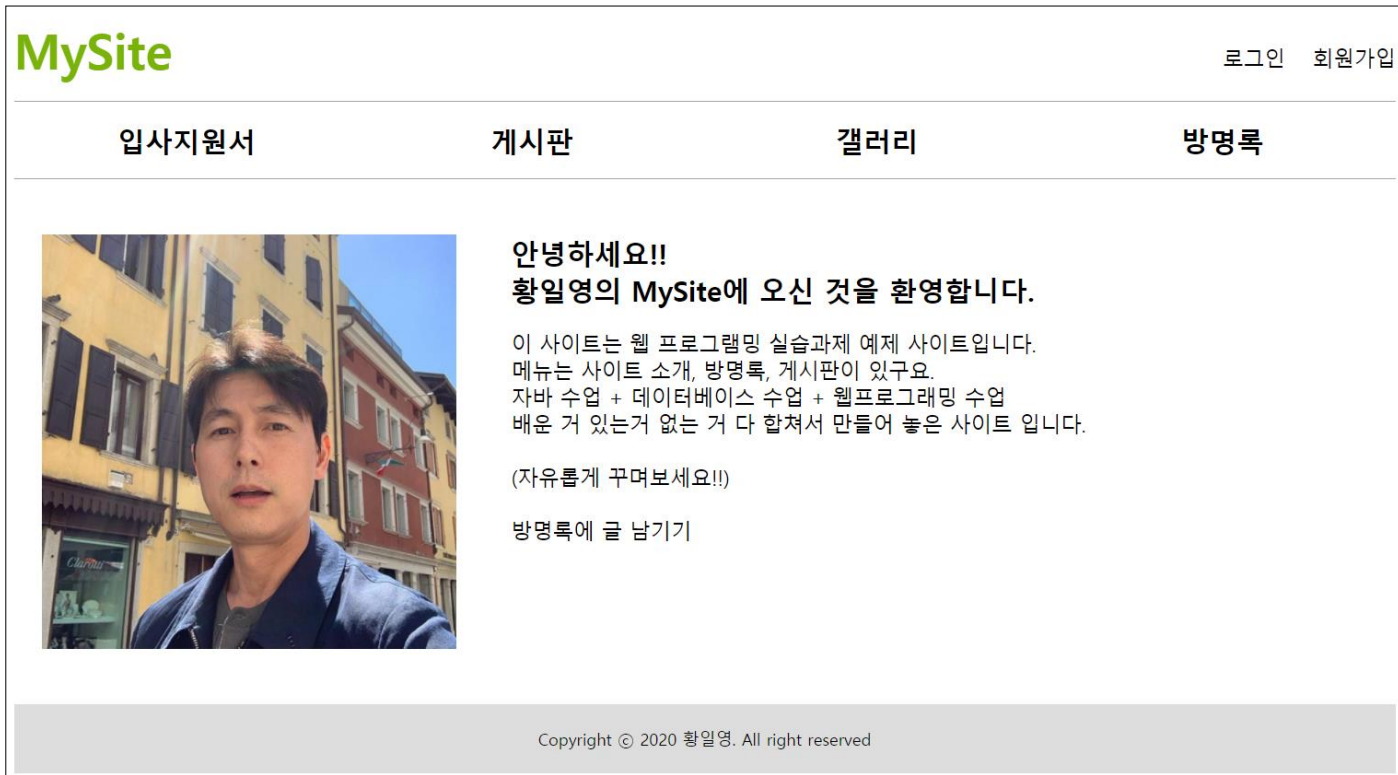 MySite
로그인 회원가입
입사지원서 게시판 갤러리 방명록
안녕하세요!!
황일영의 MySite에 오신 것을 환영합니다.
이 사이트는 웹 프로그램밍 실습과제 예제 사이트입니다.
메뉴는 사이트 소개, 방명록, 게시판이 있구요.
자바 수업 + 데이터베이스 수업 + 웹프로그래밍 수업
배운 거 있는거 없는 거 다 합쳐서 만들어 놓은 사이트 입니다.
(자유롭게 꾸며보세요!!)
방명록에 글 남기기
Copyright ⓒ 2020 황일영. All right reserved